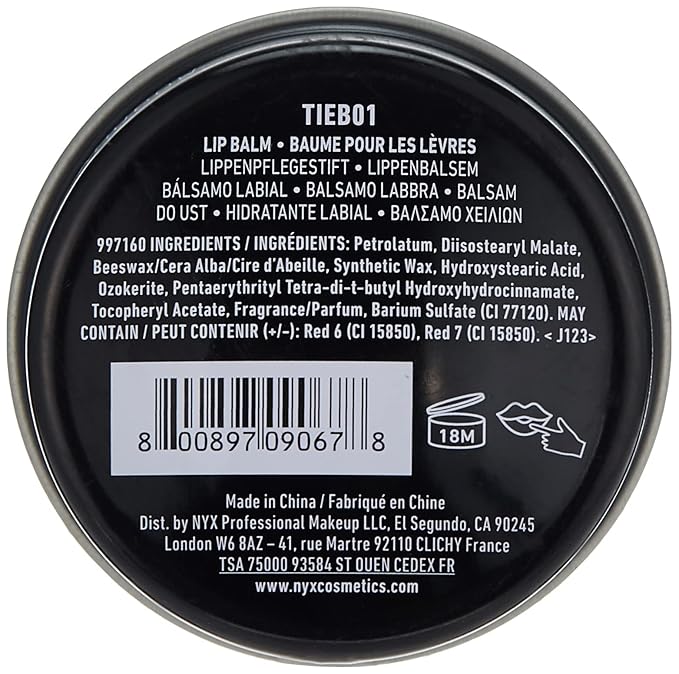 TIEB01
LIP BALM • BAUME POUR LES LÈVRES
LIPPENPFLEGESTIFT • LIPPENBALSEM
BÁLSAMO LABIAL • BALSAMO LABBRA • BALSAM
DO UST • HIDRATANTE LABIAL • ΒΑΛΣΑΜΟ ΧΕΙΛΙΩΝ
997160 INGREDIENTS / INGRÉDIENTS: Petrolatum, Diisostearyl Malate,
Beeswax/Cera Alba/Cire d'Abeille, Synthetic Wax, Hydroxystearic Acid,
Ozokerite, Pentaerythrityl Tetra-di-t-butyl Hydroxyhydrocinnamate,
Tocopheryl Acetate, Fragrance/Parfum, Barium Sulfate (CI 77120). MAY
CONTAIN / PEUT CONTENIR (+/–): Red 6 (CI 15850), Red 7 (CI 15850). < J123>
8 00897 09067 8
18M
Made in China / Fabriqué en Chine
Dist. by NYX Professional Makeup LLC, El Segundo, CA 90245
London W6 8AZ – 41, rue Martre 92110 CLICHY France
TSA 75000 93584 ST OUEN CEDEX FR
www.nyxcosmetics.com